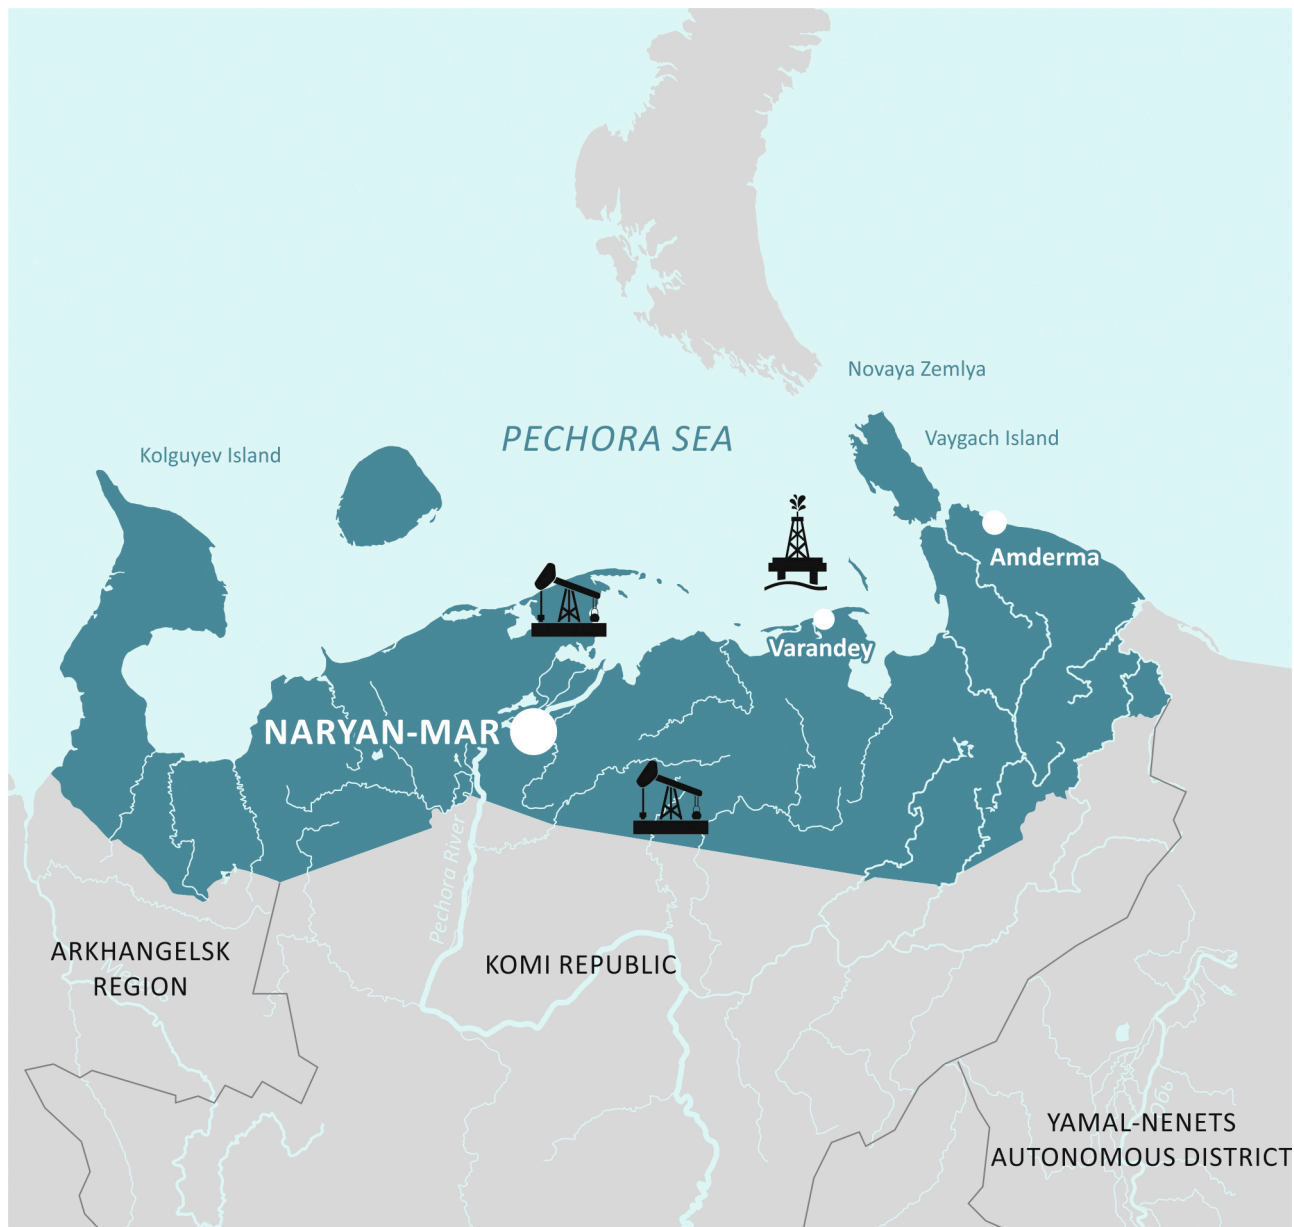 Novaya Zemlya
PECHORA SEA
Vaygach Island
Kolguyev Island
Amderma
Varandey
NARYAN-MAR
Pechora River
ARKHANGELSK
REGION
KOMI REPUBLIC
YAMAL-NENETS
AUTONOMOUS DISTRICT
Обь